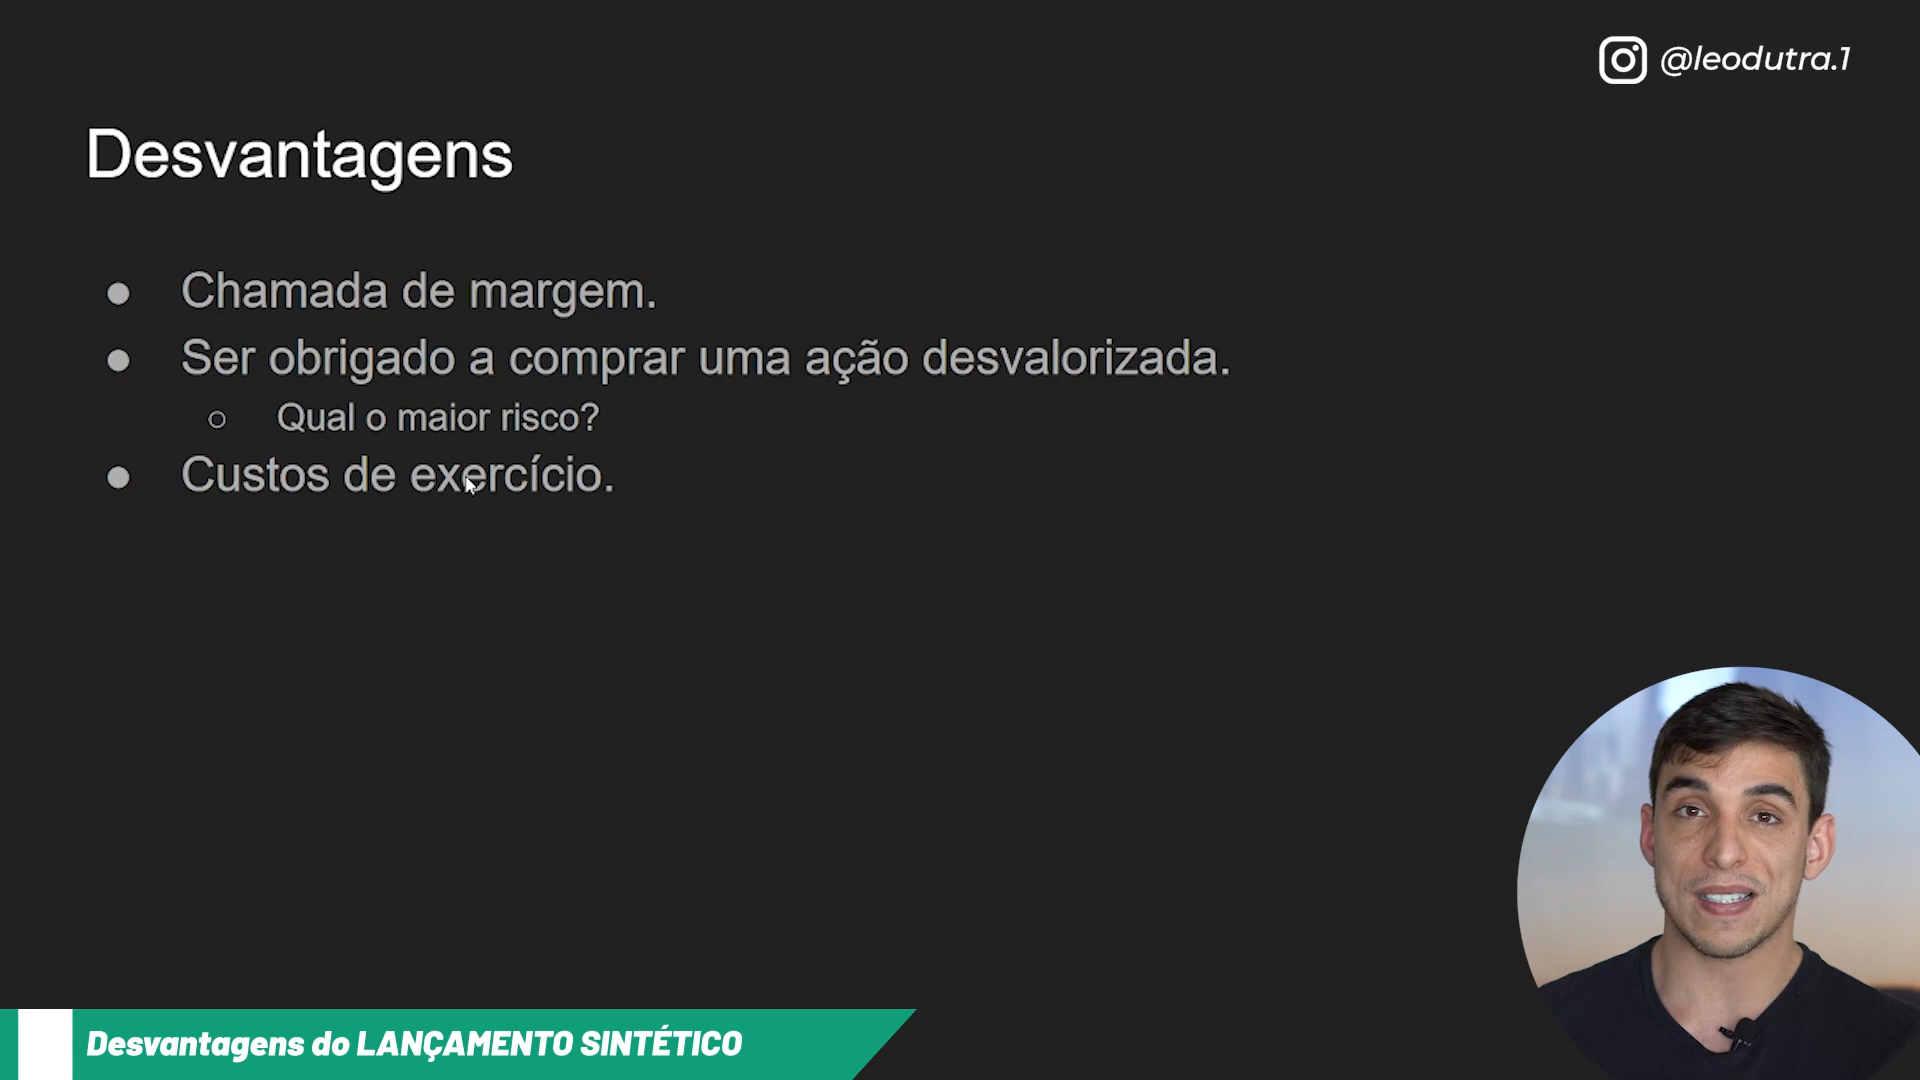 @leodutra.1
Desvantagens
Chamada de margem.
Ser obrigado a comprar uma ação desvalorizada.
Qual o maior risco?
Custos de exercício.
Desvantagens do LANÇAMENTO SINTÉTICO